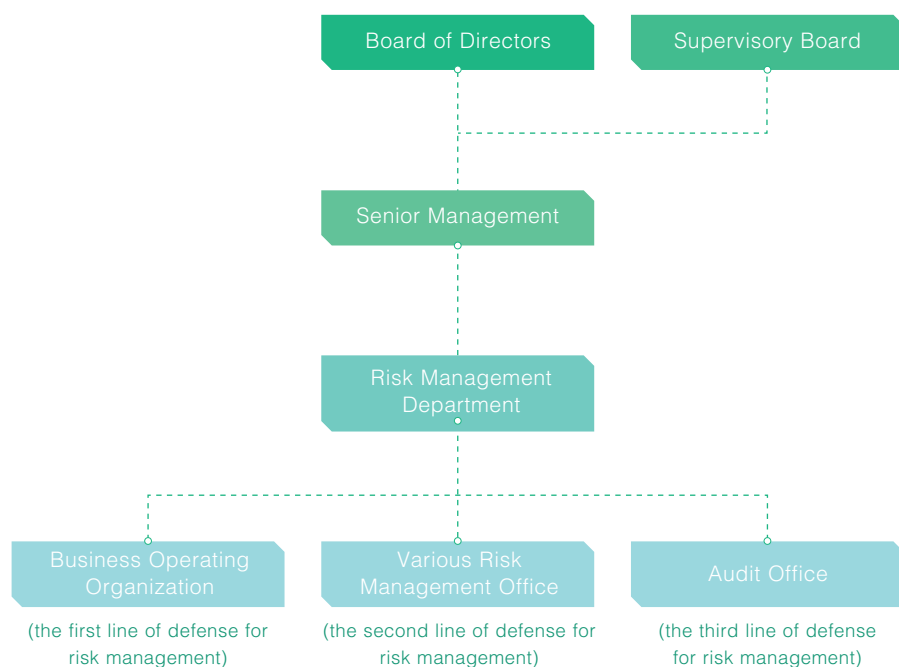 Board of Directors
Supervisory Board
Senior Management
Risk Management
Department
Business Operating
Organization
Various Risk
Management Office
Audit Office
(the first line of defense for
risk management)
(the second line of defense for
risk management)
(the third line of defense
for risk management)